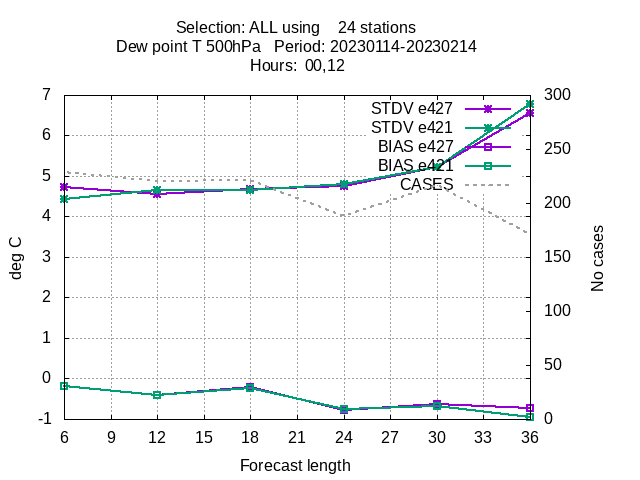 Selection: ALL using    24 stations
Dew point T 500hPa   Period: 20230114-20230214
Hours:  00,12
7
6
5
4
3
2
1
0
-1
300
250
200
150
100
50
0
deg C
No cases
STDV e427
STDV e421
BIAS e427
BIAS e421
CASES
6 9 12 15 18 21 24 27 30 33 36
Forecast length